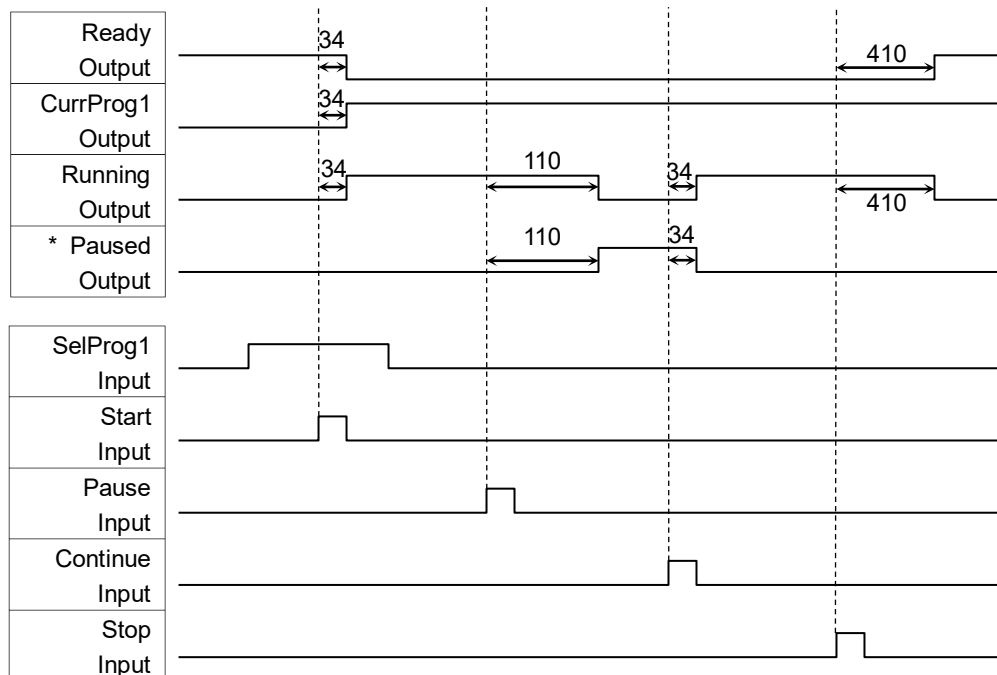 Ready
Output
34
410
CurrProg1
Output
34
Running
Output
34
110
34
410
* Paused
Output
110
34
SelProg1
Input
Start
Input
Pause
Input
Continue
Input
Stop
Input